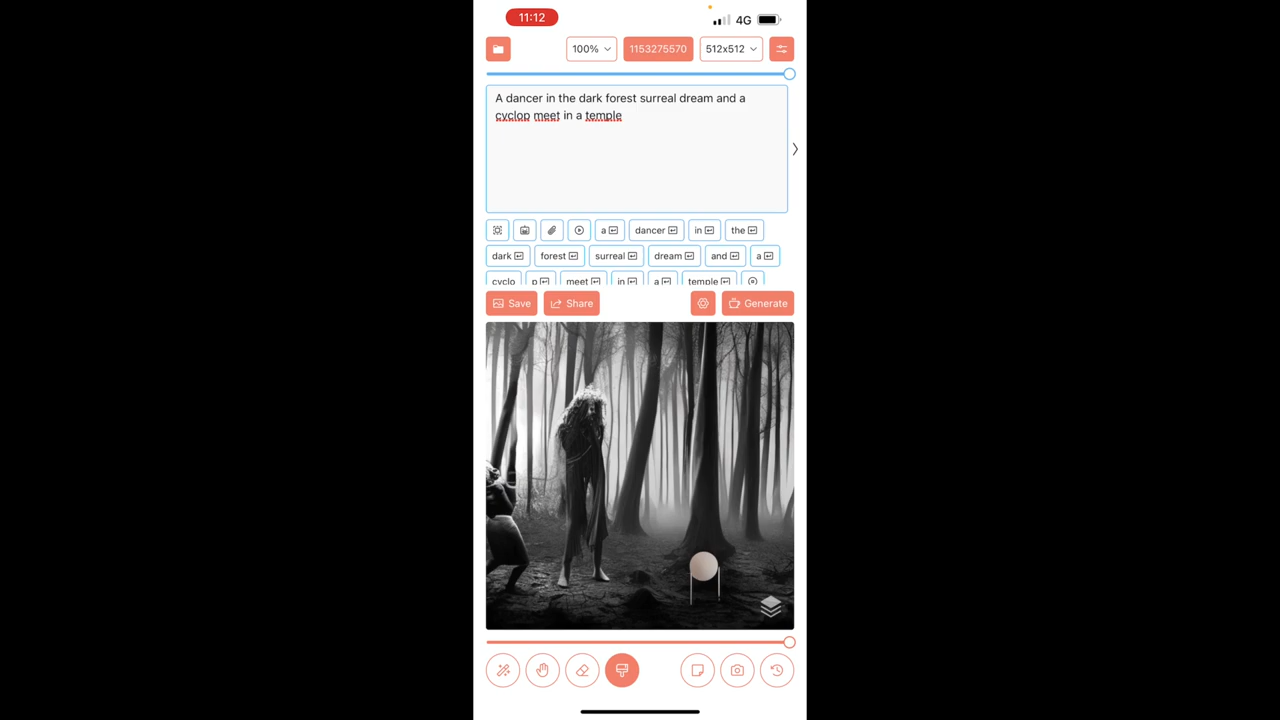 11:12 4G
100% 1153275570 512x512
A dancer in the dark forest surreal dream and a
cyclop meet in a temple
a dancer in the
dark forest surreal dream and a
cyclo p meet in a temple
Save Share Generate